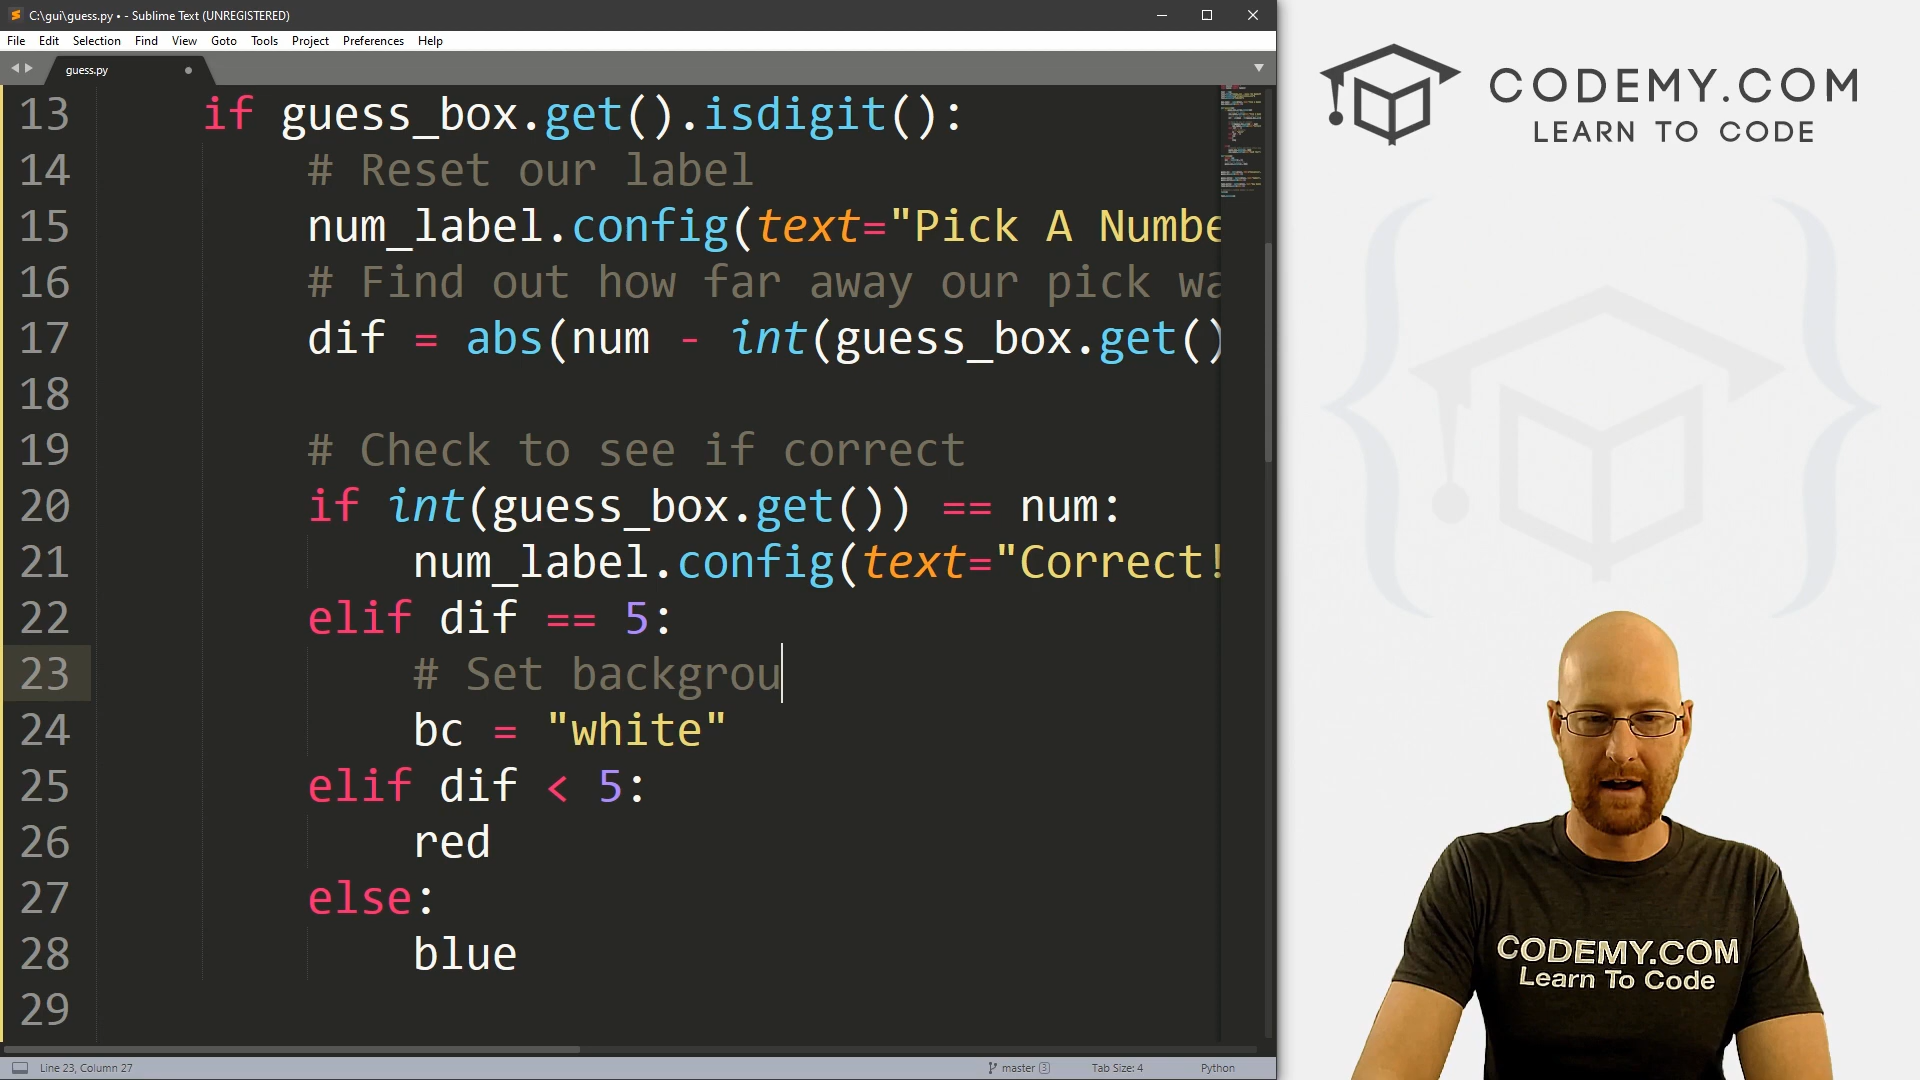 C:\gui\guess.py • - Sublime Text (UNREGISTERED)
File Edit Selection Find View Goto Tools Project Preferences Help
guess.py
13 if guess_box.get().isdigit():
14 # Reset our label
15 num_label.config(text="Pick A Numbe
16 # Find out how far away our pick wa
17 dif = abs(num - int(guess_box.get()
18
19 # Check to see if correct
20 if int(guess_box.get()) == num:
21 num_label.config(text="Correct!
22 elif dif == 5:
23 # Set backgrou
24 bc = "white"
25 elif dif < 5:
26 red
27 else:
28 blue
29
Line 23, Column 27 master 3 Tab Size: 4 Python
CODEMY.COM
LEARN TO CODE
CODEMY.COM
Learn To Code